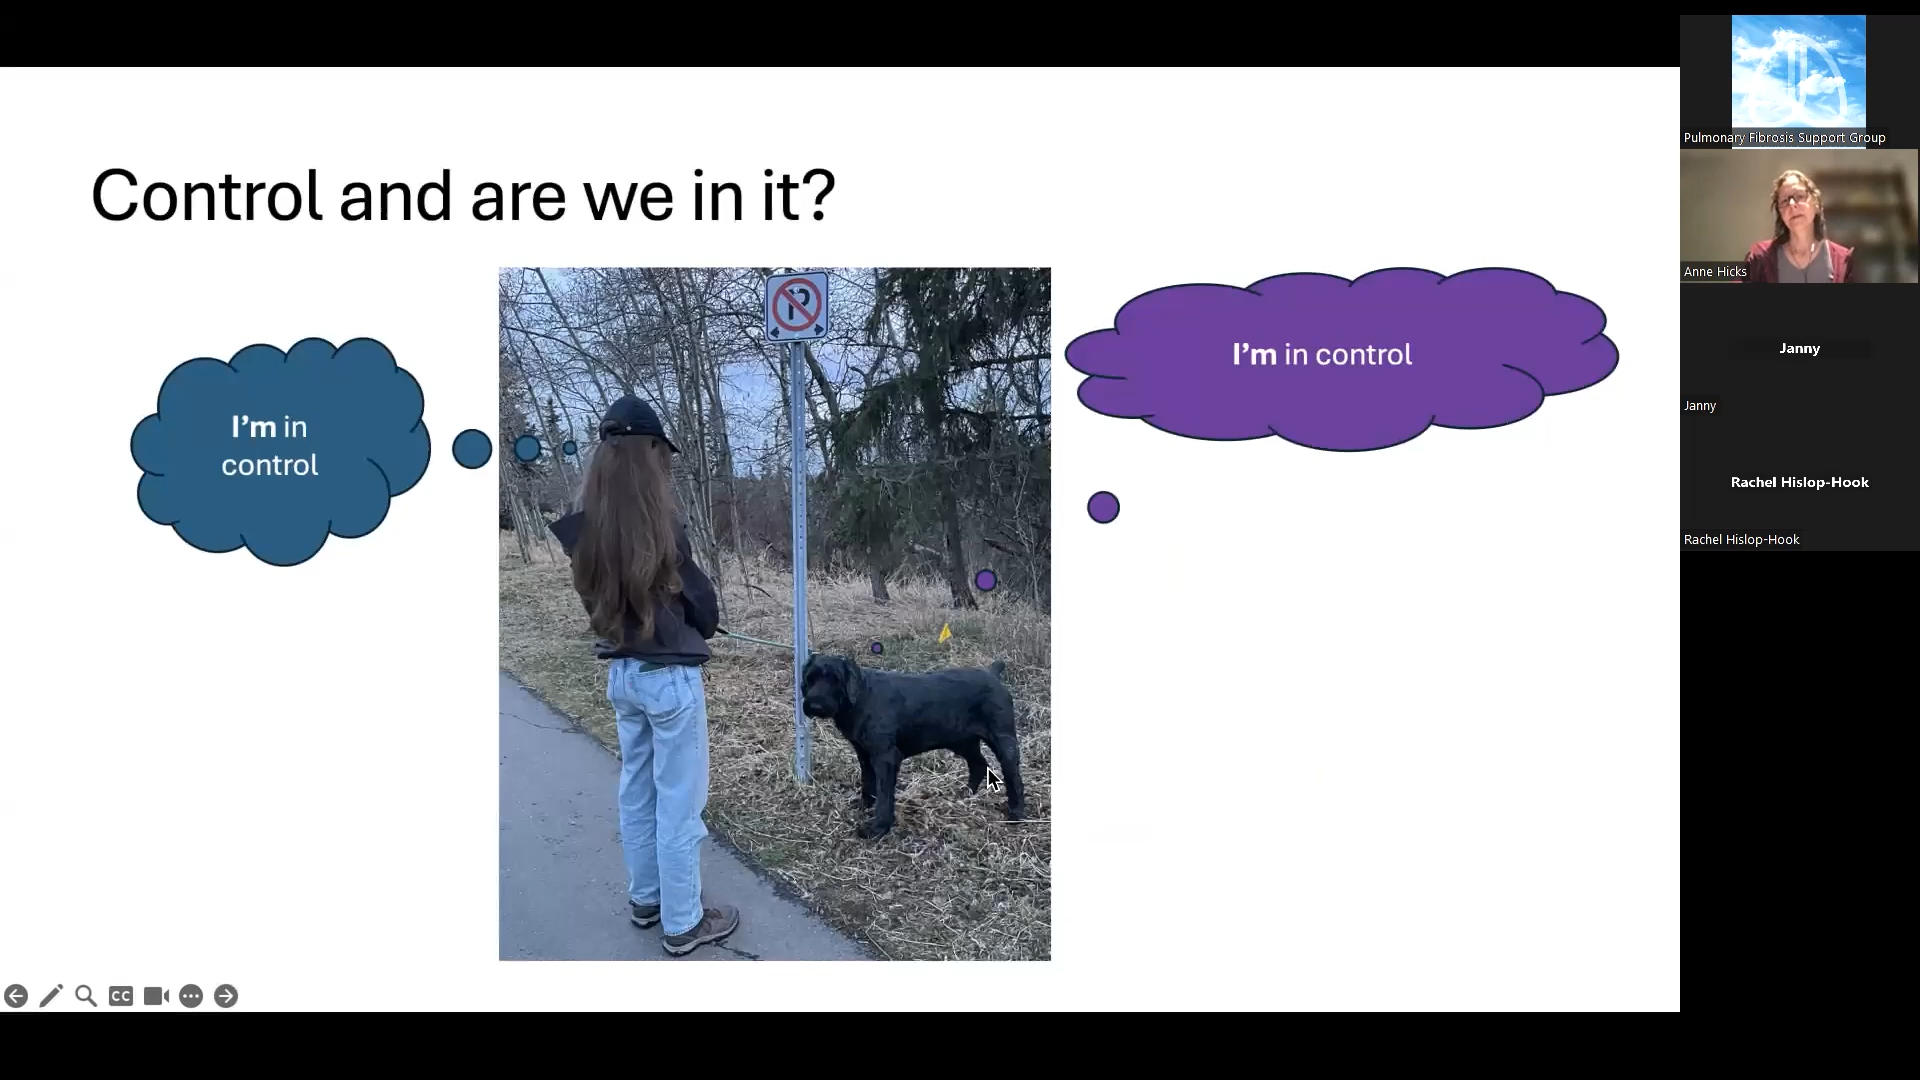 Control and are we in it?
I'm in
control
P
I'm in control
CC
Pulmonary Fibrosis Support Group
Anne Hicks
Janny
Janny
Rachel Hislop-Hook
Rachel Hislop-Hook